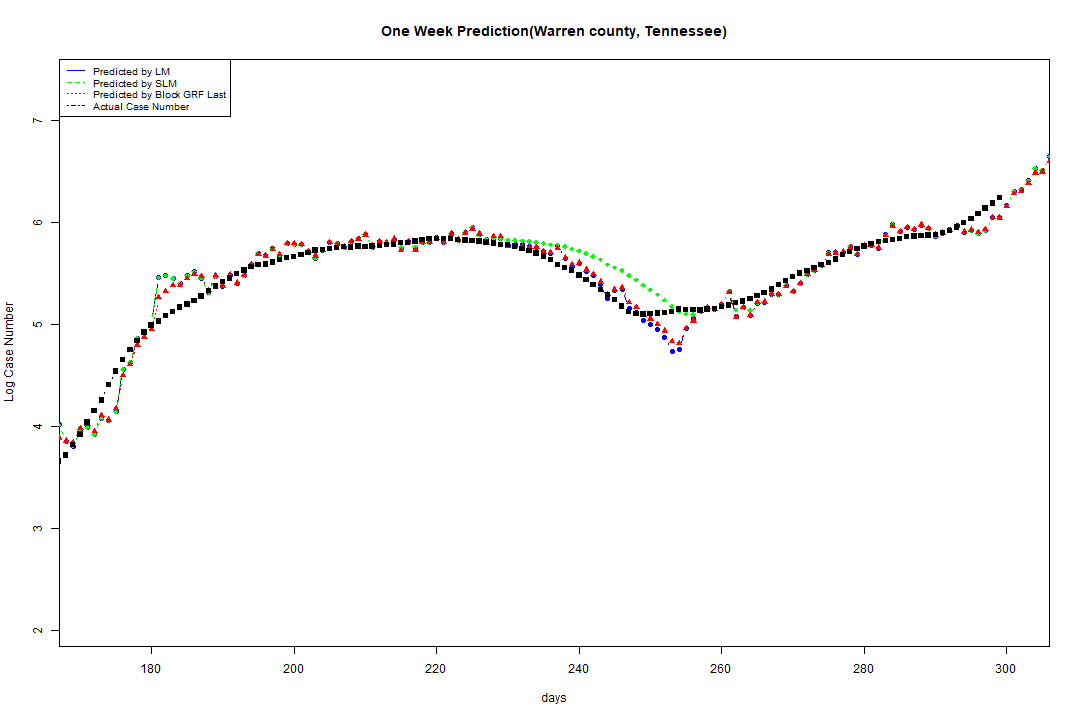 One Week Prediction(Warren county, Tennessee)
Predicted by LM
Predicted by SLM
Predicted by Block GRF Last
Actual Case Number
7
6
5
4
3
2
Log Case Number
180 200 220 240 260 280 300
days